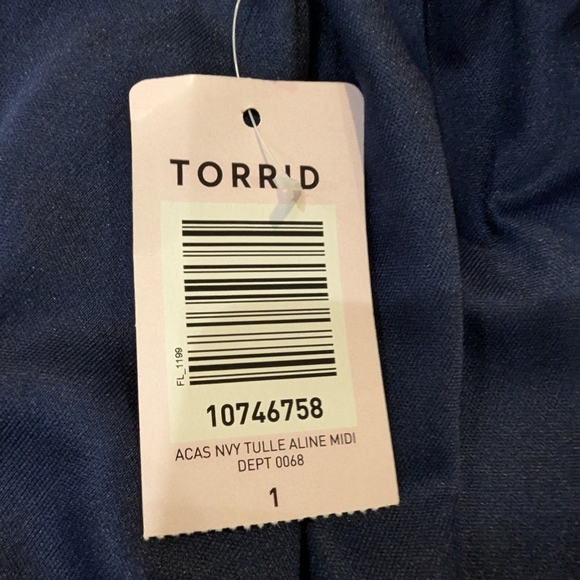 TORRID
FL_1199
10746758
ACAS NVY TULLE ALINE MIDI
DEPT 0068
1